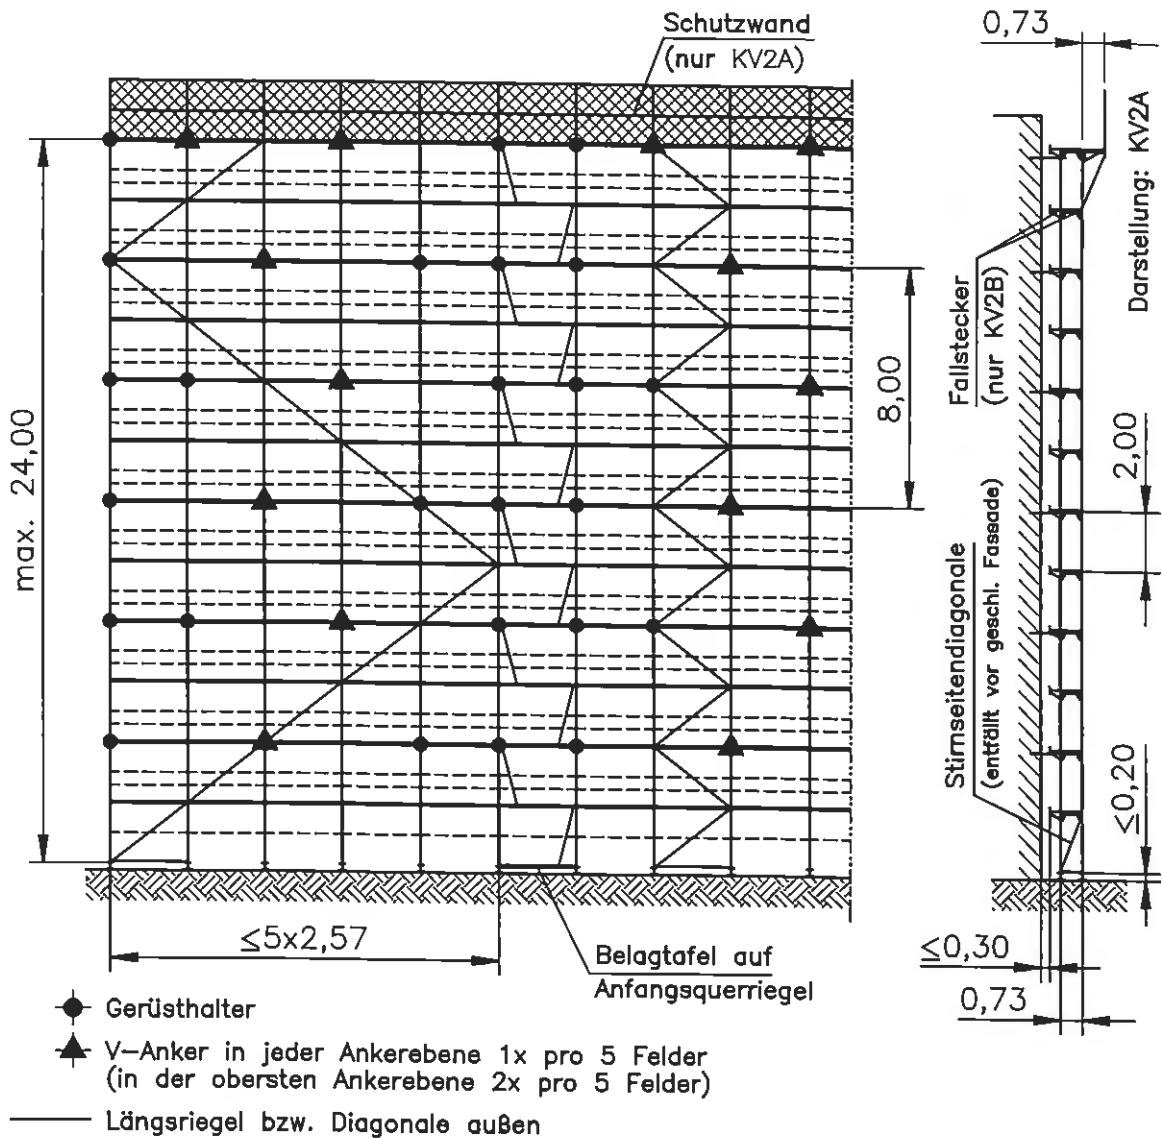 Schutzwand
(nur KV2A)
0,73
Darstellung: KV2A
Fallstecker
(nur KV2B)
max. 24,00
8,00
2,00
Stirnseitendiagonale
(entfällt vor geschl. Fassade)
≤0,20
≤5x2,57
Belagtafel auf
Anfangsquerriegel
≤0,30
0,73
Gerüsthalter
V-Anker in jeder Ankerebene 1x pro 5 Felder
(in der obersten Ankerebene 2x pro 5 Felder)
Längsriegel bzw. Diagonale außen